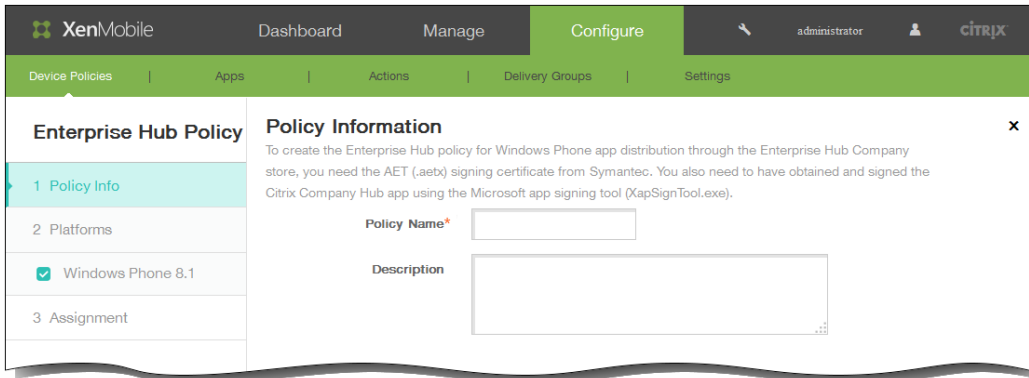 XenMobile Dashboard Manage Configure administrator CITRIX
Device Policies | Apps | Actions | Delivery Groups | Settings
Enterprise Hub Policy
1 Policy Info
2 Platforms
Windows Phone 8.1
3 Assignment
Policy Information x
To create the Enterprise Hub policy for Windows Phone app distribution through the Enterprise Hub Company
store, you need the AET (.aetx) signing certificate from Symantec. You also need to have obtained and signed the
Citrix Company Hub app using the Microsoft app signing tool (XapSignTool.exe).
Policy Name*
Description